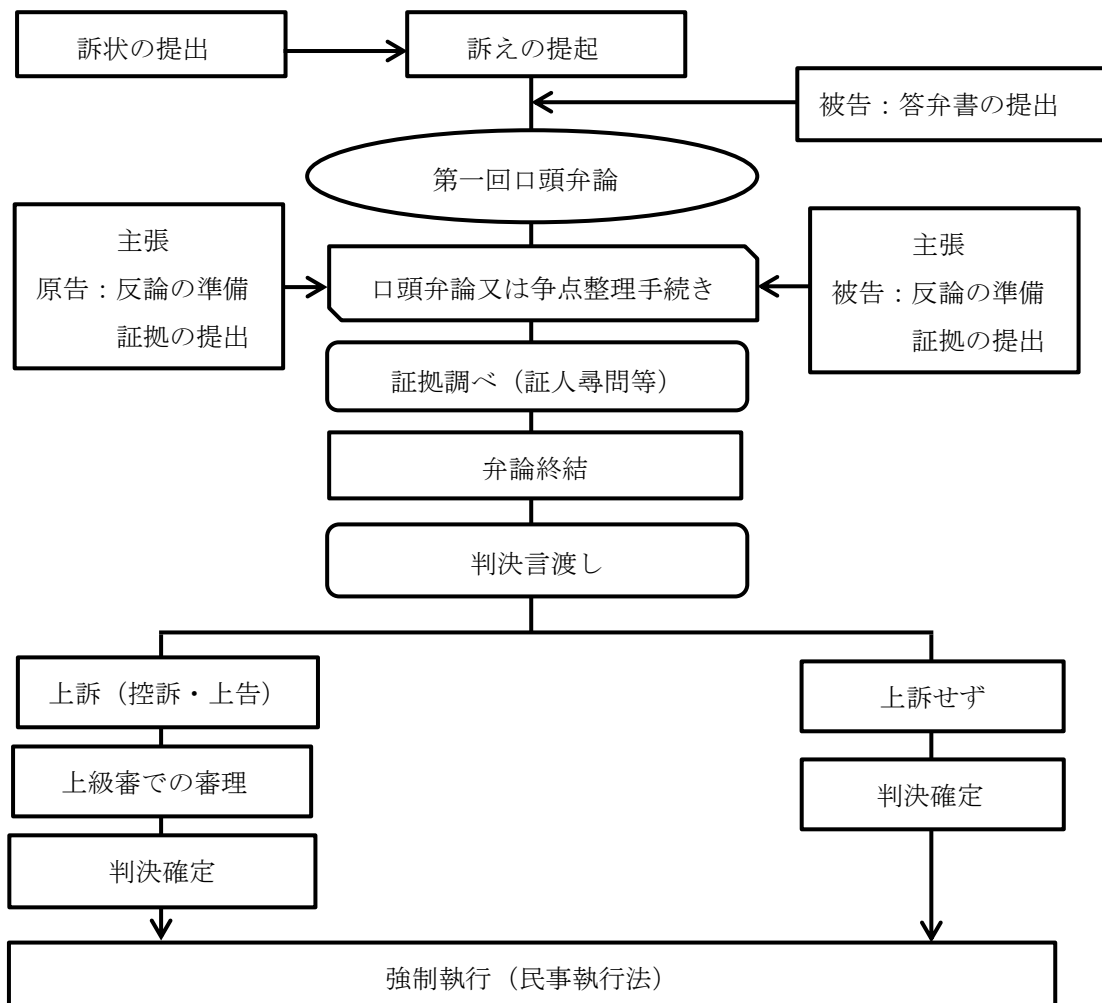 訴状の提出
訴えの提起
被告：答弁書の提出
第一回口頭弁論
主張
原告：反論の準備
証拠の提出
口頭弁論又は争点整理手続き
主張
被告：反論の準備
証拠の提出
証拠調べ（証人尋問等）
弁論終結
判決言渡し
上訴（控訴・上告）
上級審での審理
判決確定
上訴せず
判決確定
強制執行（民事執行法）